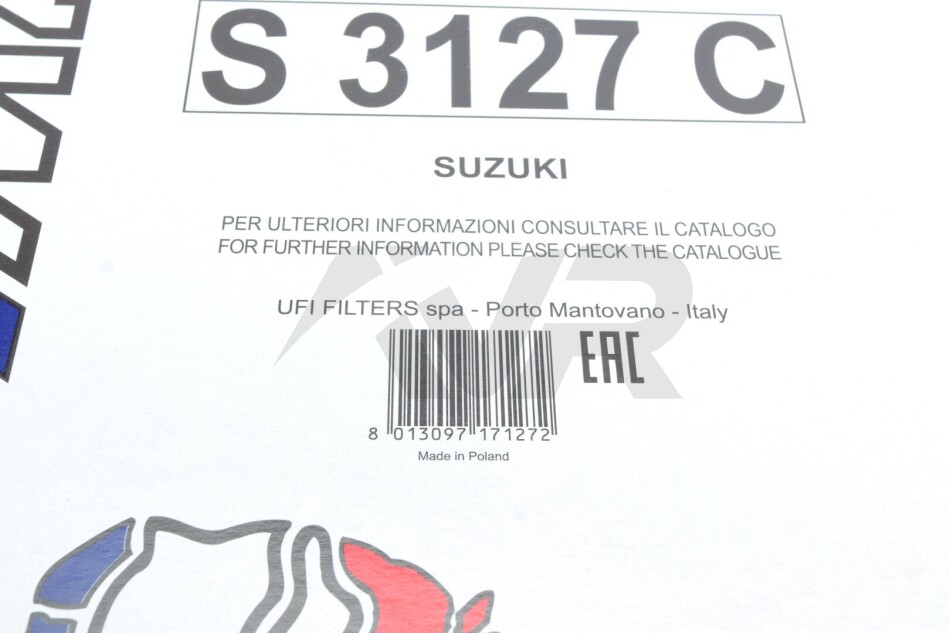 S 3127 C
SUZUKI
PER ULTERIORI INFORMAZIONI CONSULTARE IL CATALOGO
FOR FURTHER INFORMATION PLEASE CHECK THE CATALOGUE
UFI FILTERS spa - Porto Mantovano - Italy
EAC
8 013097 171272
Made in Poland